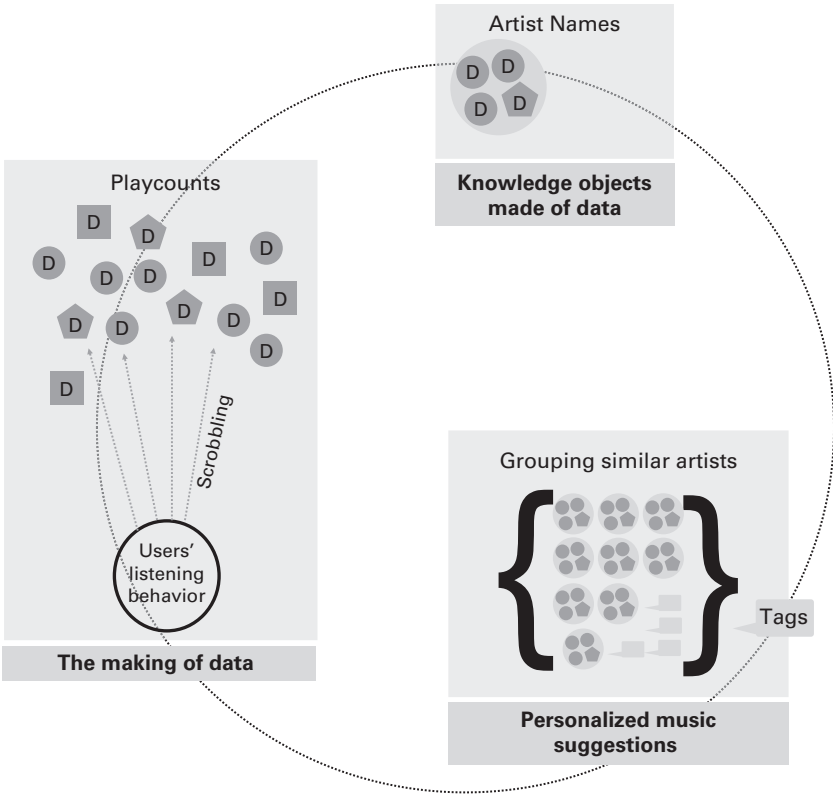 Artist Names
D
D
D
D
Knowledge objects
made of data
Playcounts
D
D
D
D
D
D
D
D
D
D
D
D
D
D
Scrobbling
Users'
listening
behavior
The making of data
Grouping similar artists
{ }
Tags
Personalized music
suggestions